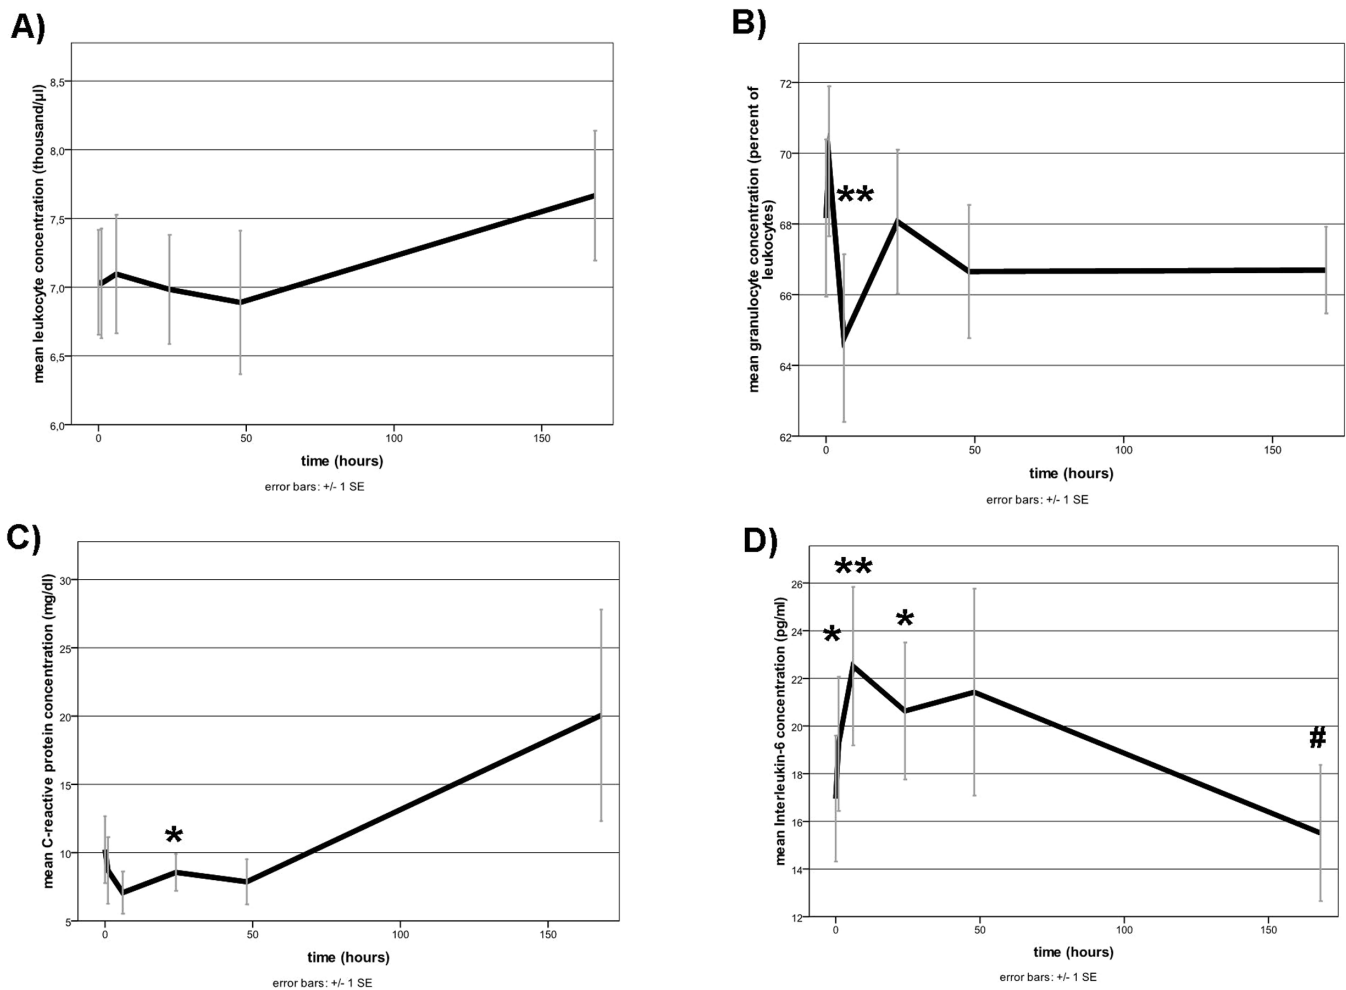 A)
mean leukocyte concentration (thousand/µl)
8,5
8,0
7,5
7,0
6,5
6,0
0 50 100 150
time (hours)
error bars: +/- 1 SE
B)
mean granulocyte concentration (percent of
leukocytes)
72
70
68
66
64
62
**
0 50 100 150
time (hours)
error bars: +/- 1 SE
C)
mean C-reactive protein concentration (mg/dl)
30
25
20
15
10
5
*
0 50 100 150
time (hours)
error bars: +/- 1 SE
D)
mean Interleukin-6 concentration (pg/ml)
26
24
22
20
18
16
14
12
**
*
*
#
0 50 100 150
time (hours)
error bars: +/- 1 SE